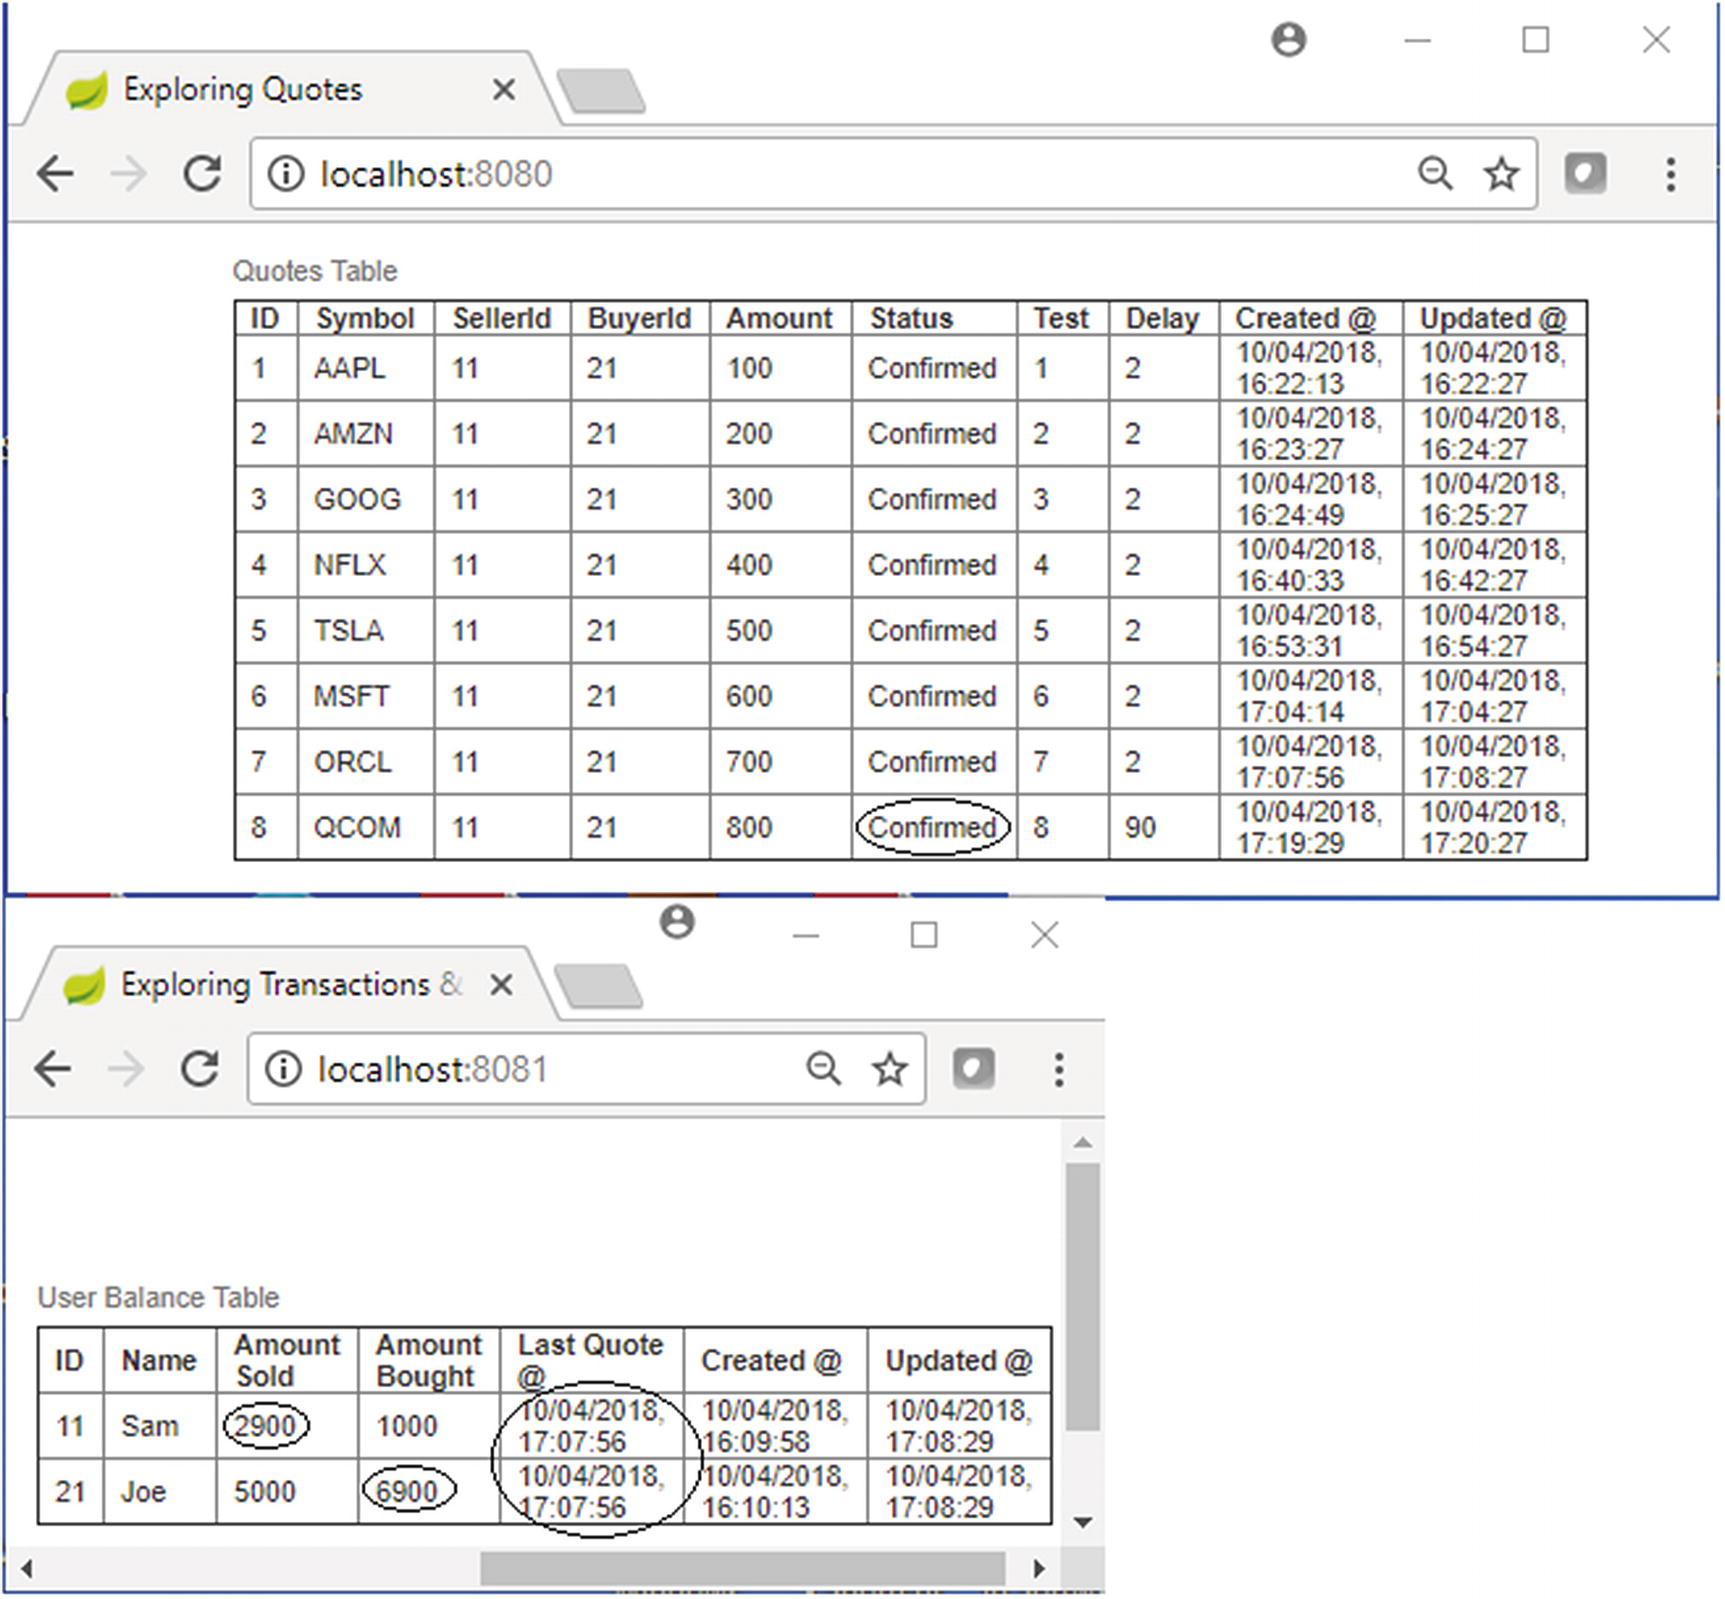 Exploring Quotes
localhost:8080
Quotes Table
ID Symbol SellerId BuyerId Amount Status Test Delay Created @ Updated @
1 AAPL 11 21 100 Confirmed 1 2 10/04/2018, 16:22:13 10/04/2018, 16:22:27
2 AMZN 11 21 200 Confirmed 2 2 10/04/2018, 16:23:27 10/04/2018, 16:24:27
3 GOOG 11 21 300 Confirmed 3 2 10/04/2018, 16:24:49 10/04/2018, 16:25:27
4 NFLX 11 21 400 Confirmed 4 2 10/04/2018, 16:40:33 10/04/2018, 16:42:27
5 TSLA 11 21 500 Confirmed 5 2 10/04/2018, 16:53:31 10/04/2018, 16:54:27
6 MSFT 11 21 600 Confirmed 6 2 10/04/2018, 17:04:14 10/04/2018, 17:04:27
7 ORCL 11 21 700 Confirmed 7 2 10/04/2018, 17:07:56 10/04/2018, 17:08:27
8 QCOM 11 21 800 Confirmed 8 90 10/04/2018, 17:19:29 10/04/2018, 17:20:27
Exploring Transactions &
localhost:8081
User Balance Table
ID Name Amount Sold Amount Bought Last Quote @ Created @ Updated @
11 Sam 2900 1000 10/04/2018, 17:07:56 10/04/2018, 16:09:58 10/04/2018, 17:08:29
21 Joe 5000 6900 10/04/2018, 17:07:56 10/04/2018, 16:10:13 10/04/2018, 17:08:29